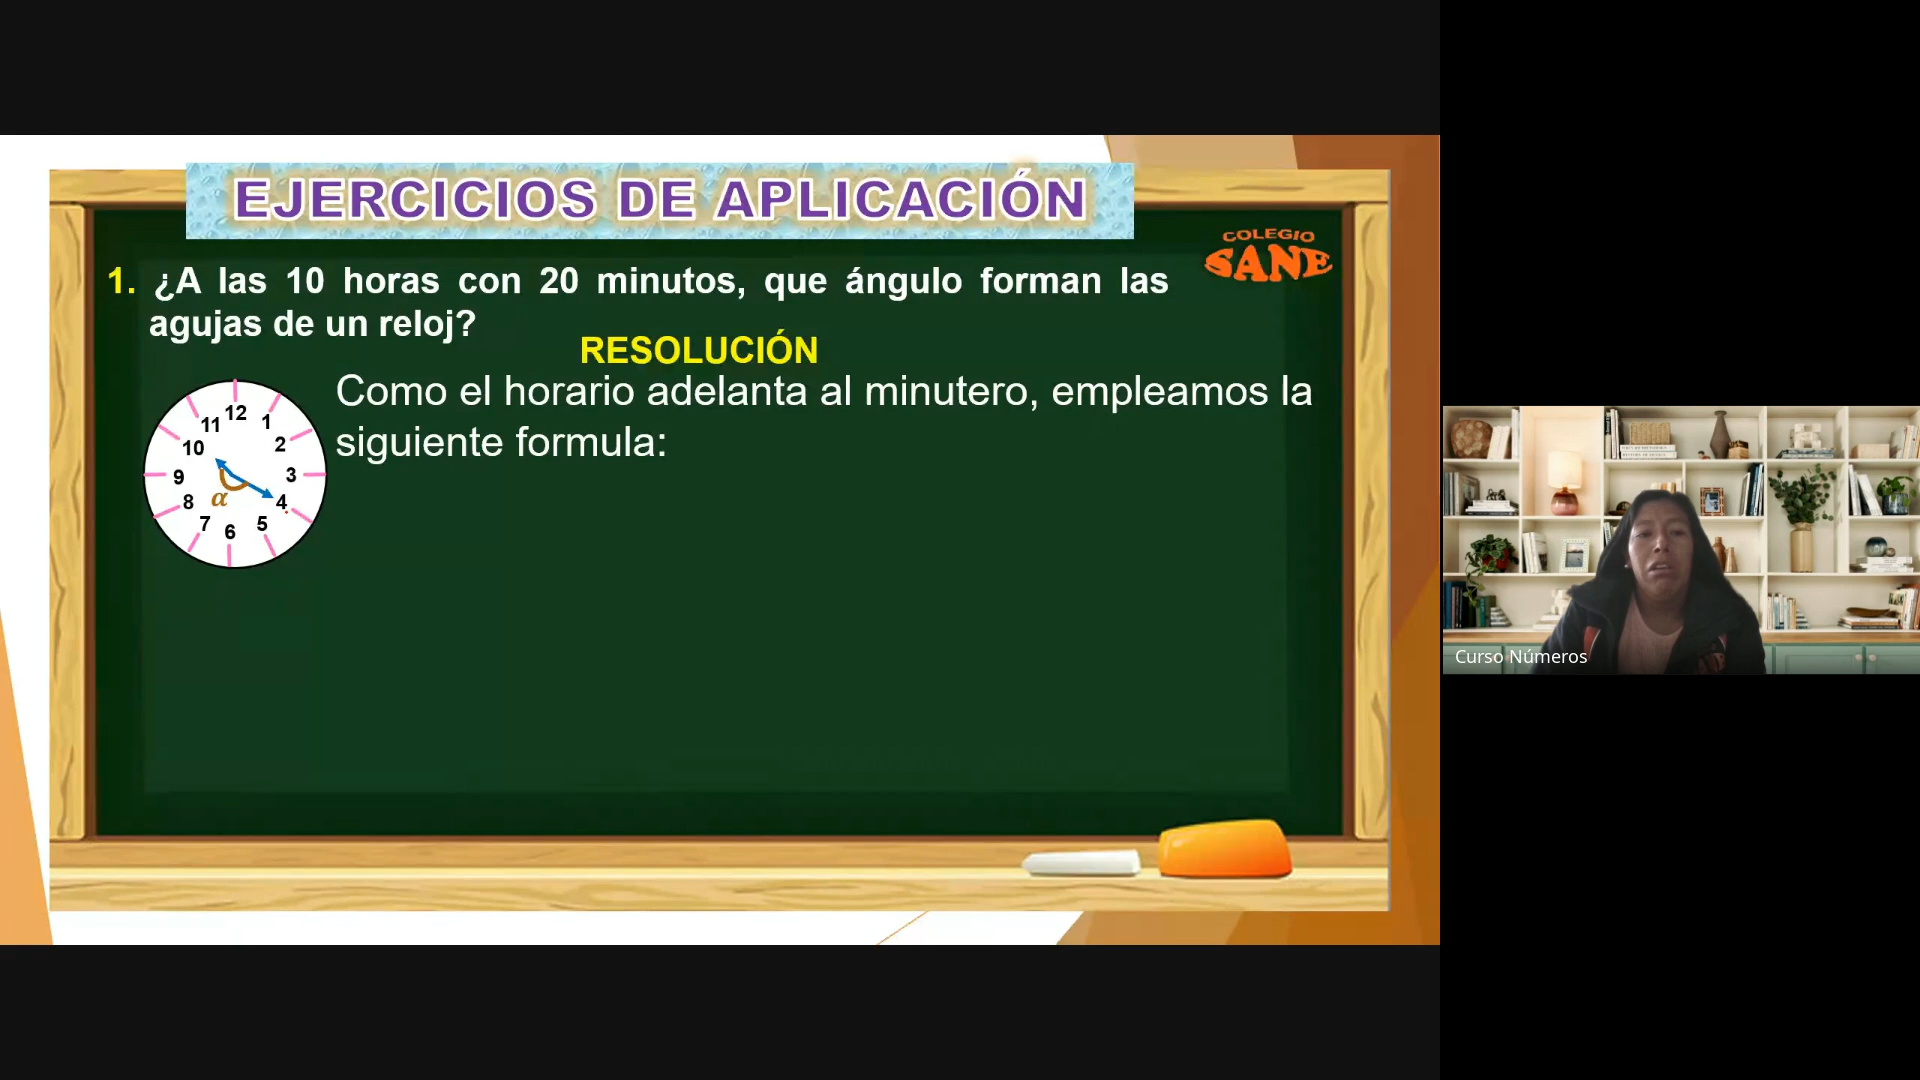 EJERCICIOS DE APLICACIÓN
COLEGIO
SANE
1. ¿A las 10 horas con 20 minutos, que ángulo forman las
agujas de un reloj?
RESOLUCIÓN
Como el horario adelanta al minutero, empleamos la
siguiente formula:
12
11
1
10
2
9
3
8
α
4
7
5
6
Curso Números